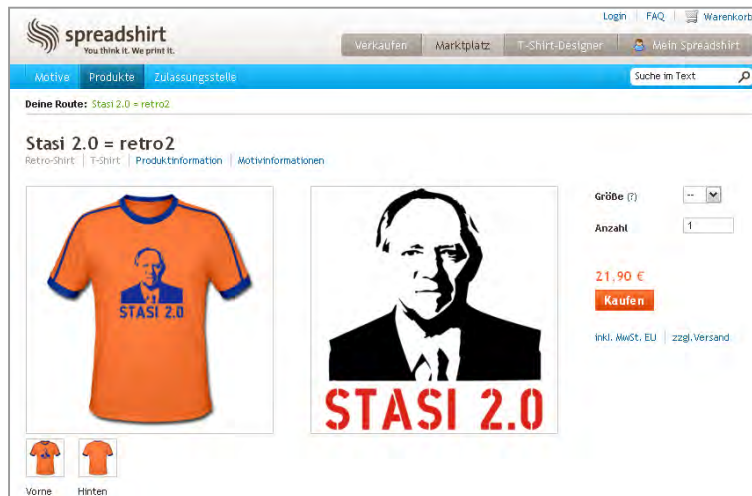 Login | FAQ | Warenkorb
spreadshirt
You think it. We print it.
Verkaufen Marktplatz T-Shirt-Designer Mein Spreadshirt
Motive Produkte Zulassungsstelle Suche im Text
Deine Route: Stasi 2.0 = retro2
Stasi 2.0 = retro2
Retro-Shirt | T-Shirt | Produktinformation | Motivinformationen
Größe (?) --
Anzahl 1
21.90 €
Kaufen
inkl. MwSt. EU | zzgl.Versand
STASI 2.0
STASI 2.0
Vorne Hinten